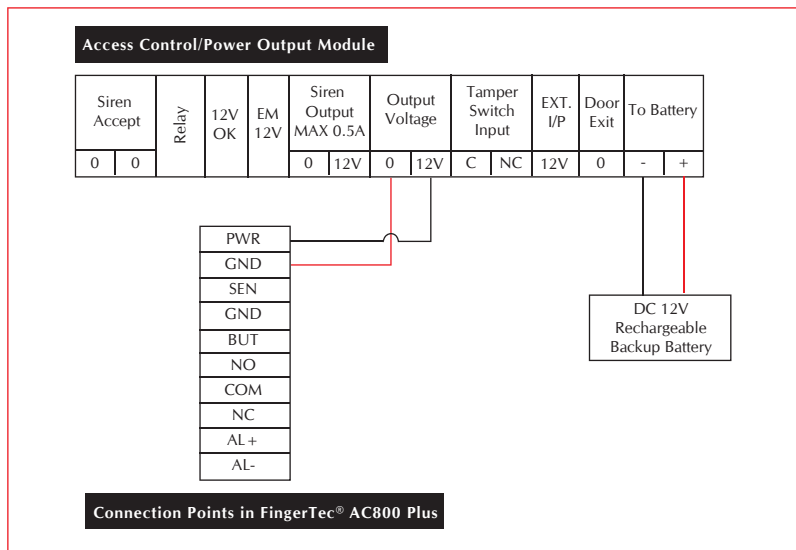 Access Control/Power Output Module
Siren Accept
Relay
12V OK
EM 12V
Siren Output MAX 0.5A
Output Voltage
Tamper Switch Input
EXT. I/P
Door Exit
To Battery
0 0 0 12V 0 12V C NC 12V 0 - +
PWR
GND
SEN
GND
BUT
NO
COM
NC
AL+
AL-
DC 12V
Rechargeable
Backup Battery
Connection Points in FingerTec® AC800 Plus